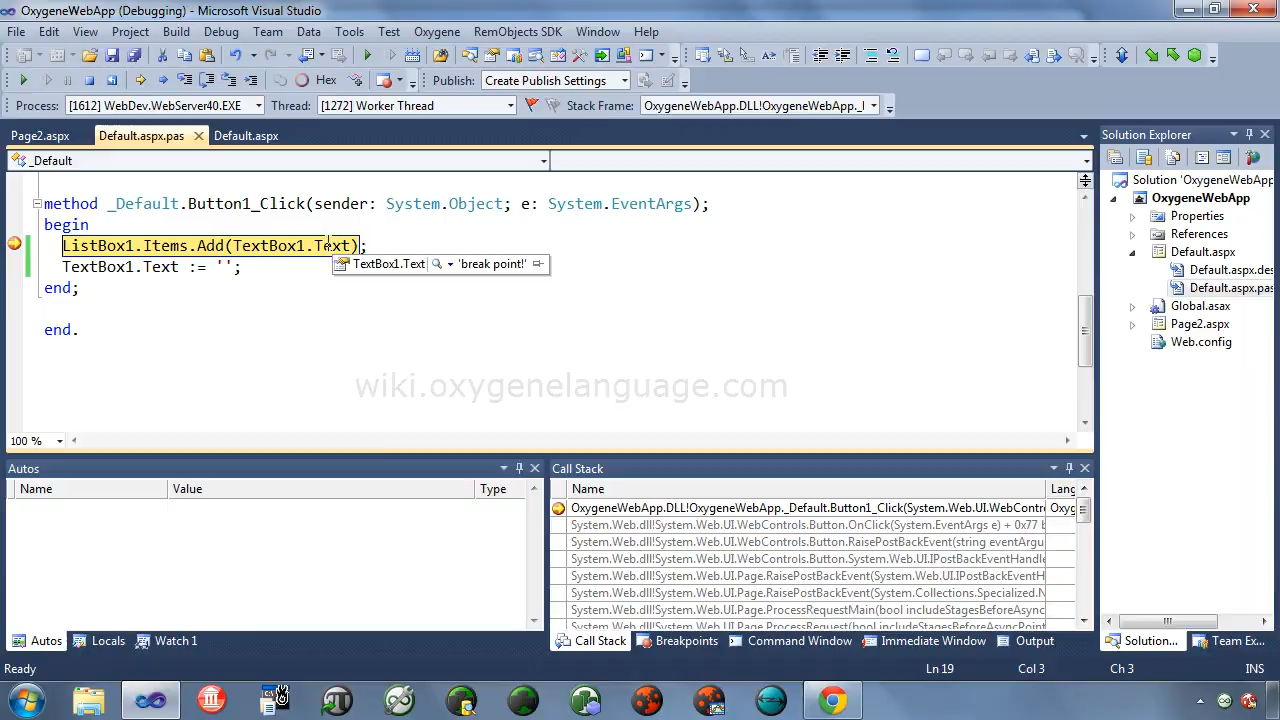 OxygeneWebApp (Debugging) - Microsoft Visual Studio
File Edit View Project Build Debug Team Data Tools Test Oxygene RemObjects SDK Window Help
Hex Publish: Create Publish Settings
Process: [1612] WebDev.WebServer40.EXE Thread: [1272] Worker Thread Stack Frame: OxygeneWebApp.DLL!OxygeneWebApp._I
Page2.aspx Default.aspx.pas Default.aspx
_Default
method _Default.Button1_Click(sender: System.Object; e: System.EventArgs);
begin
ListBox1.Items.Add(TextBox1.Text);
TextBox1.Text 'break point!'
TextBox1.Text := '';
end;
end.
wiki.oxygenelanguage.com
100 %
Solution Explorer
Solution 'OxygeneWebApp
OxygeneWebApp
Properties
References
Default.aspx
Default.aspx.des
Default.aspx.pas
Global.asax
Page2.aspx
Web.config
Autos
Name Value Type
Call Stack
Name Lang
OxygeneWebApp.DLL!OxygeneWebApp._Default.Button1_Click(System.Web.UI.WebContro Oxyg
System.Web.dll!System.Web.UI.WebControls.Button.OnClick(System.EventArgs e) + 0x77 b
System.Web.dll!System.Web.UI.WebControls.Button.RaisePostBackEvent(string eventArgu
System.Web.dll!System.Web.UI.WebControls.Button.System.Web.UI.IPostBackEventHandle
System.Web.dll!System.Web.UI.Page.RaisePostBackEvent(System.Web.UI.IPostBackEventH
System.Web.dll!System.Web.UI.Page.RaisePostBackEvent(System.Collections.Specialized.N
System.Web.dll!System.Web.UI.Page.ProcessRequestMain(bool includeStagesBeforeAsync
Autos Locals Watch 1
Call Stack Breakpoints Command Window Immediate Window Output
Solution... Team Ex...
Ready Ln 19 Col 3 Ch 3 INS